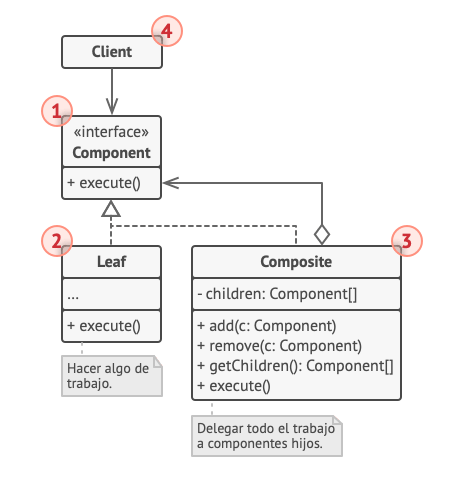 4
Client
1
«interface»
Component
+ execute()
2
Leaf
...
+ execute()
Hacer algo de
trabajo.
3
Composite
- children: Component[]
+ add(c: Component)
+ remove(c: Component)
+ getChildren(): Component[]
+ execute()
Delegar todo el trabajo
a componentes hijos.